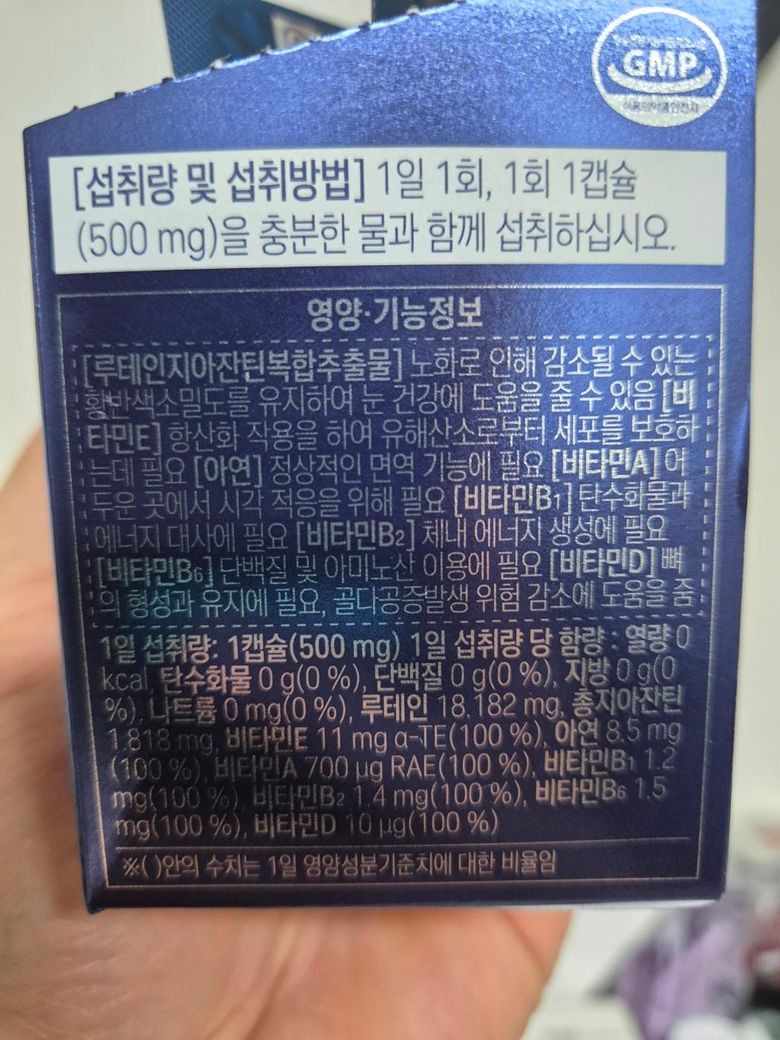 GMP
[섭취량 및 섭취방법] 1일 1회, 1회 1캡슐
(500 mg)을 충분한 물과 함께 섭취하십시오.
영양·기능정보
[루테인지아잔틴복합추출물] 노화로 인해 감소될 수 있는
황반색소밀도를 유지하여 눈 건강에 도움을 줄 수 있음 [비
타민E] 항산화 작용을 하여 유해산소로부터 세포를 보호하
는데 필요 [아연] 정상적인 면역 기능에 필요 [비타민A] 어
두운 곳에서 시각 적응을 위해 필요 [비타민B₁] 탄수화물과
에너지 대사에 필요 [비타민B₂] 체내 에너지 생성에 필요
[비타민B₆] 단백질 및 아미노산 이용에 필요 [비타민D] 뼈
의 형성과 유지에 필요, 골다공증발생 위험 감소에 도움을 줌
1일 섭취량: 1캡슐(500 mg) 1일 섭취량 당 함량 : 열량 0
kcal, 탄수화물 0 g(0 %), 단백질 0 g(0 %), 지방 0 g(0
%), 나트륨 0 mg(0 %), 루테인 18.182 mg, 총지아잔틴
1.818 mg, 비타민E 11 mg α-TE(100 %), 아연 8.5 mg
(100 %), 비타민A 700 μg RAE(100 %), 비타민B₁ 1.2
mg(100 %), 비타민B₂ 1.4 mg(100 %), 비타민B₆ 1.5
mg(100 %), 비타민D 10 μg(100 %)
※( )안의 수치는 1일 영양성분기준치에 대한 비율임